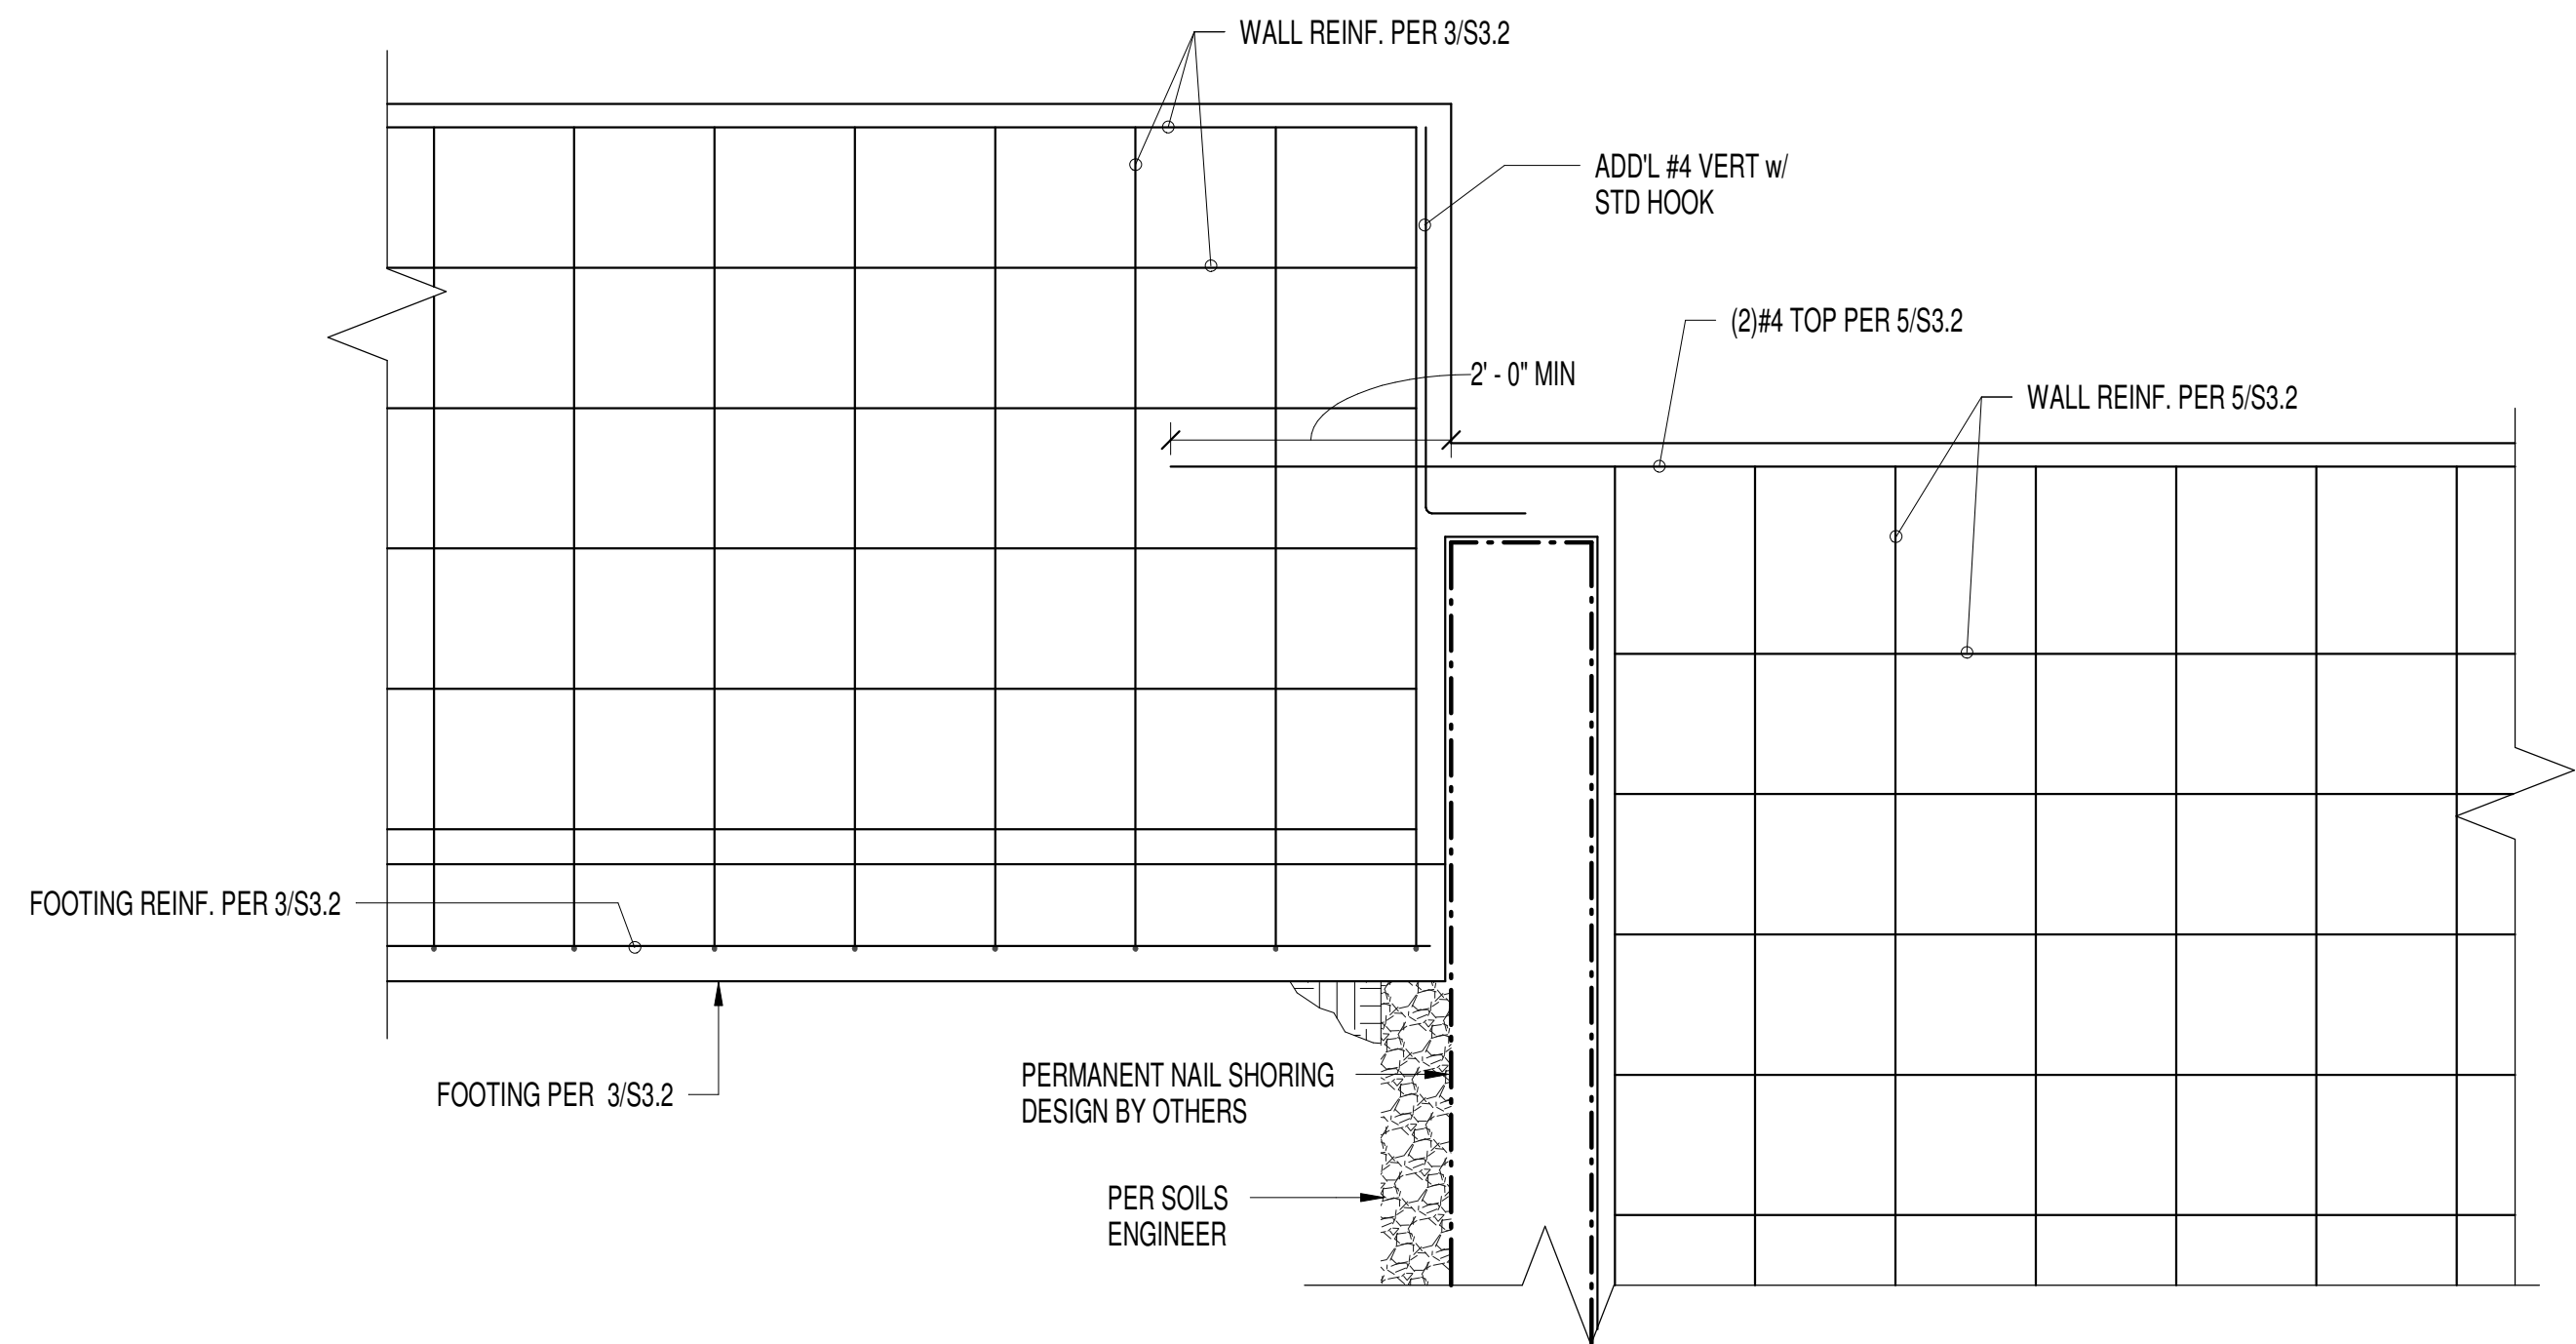 WALL REINF. PER 3/S3.2
ADD'L #4 VERT w/
STD HOOK
(2)#4 TOP PER 5/S3.2
2' - 0" MIN
WALL REINF. PER 5/S3.2
FOOTING REINF. PER 3/S3.2
FOOTING PER 3/S3.2
PERMANENT NAIL SHORING
DESIGN BY OTHERS
PER SOILS
ENGINEER